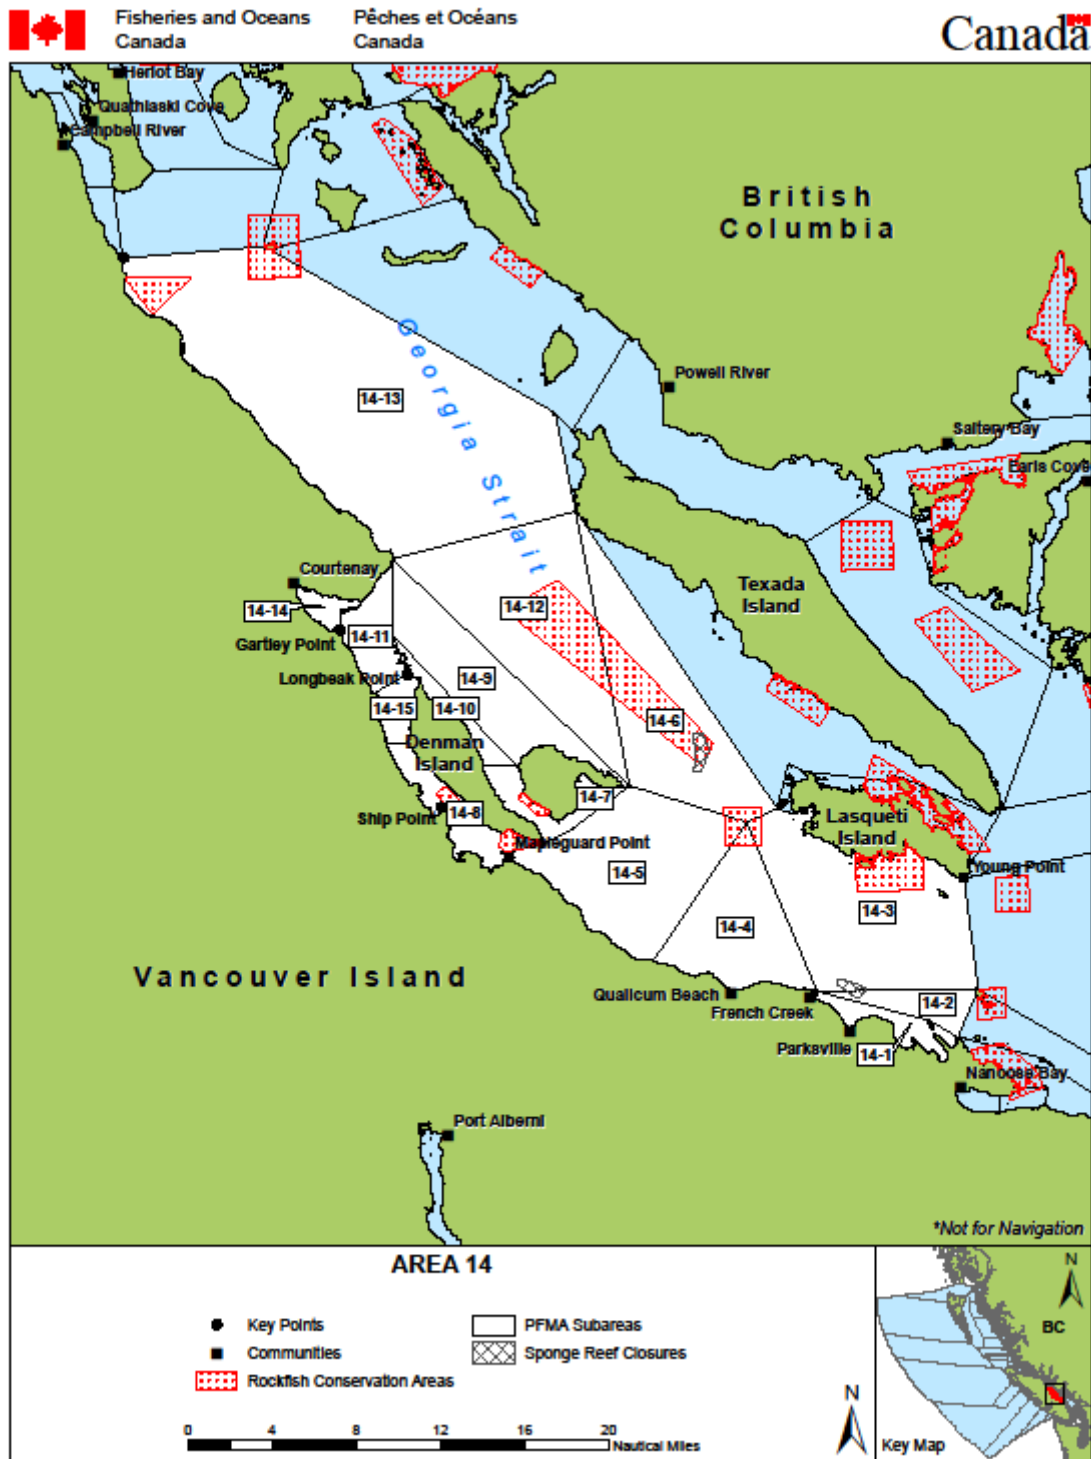 Fisheries and Oceans
Canada
Pêches et Océans
Canada
Canada
Heriot Bay
Quathiaski Cove
Campbell River
British
Columbia
Georgia Strait
Powell River
14-13
Saltery Bay
Earls Cove
Courtenay
14-14
14-12
Texada
Island
Gartley Point
14-11
Longbeak Point
14-9
14-15
14-10
14-6
Denman
Island
14-7
Ship Point
14-8
Lasqueti
Island
Mapleguard Point
Young Point
14-5
14-3
14-4
Vancouver Island
Qualicum Beach
French Creek
14-2
Parksville
14-1
Nanoose Bay
Port Alberni
*Not for Navigation
AREA 14
Key Points
Communities
Rockfish Conservation Areas
PFMA Subareas
Sponge Reef Closures
0 4 8 12 16 20
Nautical Miles
N
N
BC
Key Map